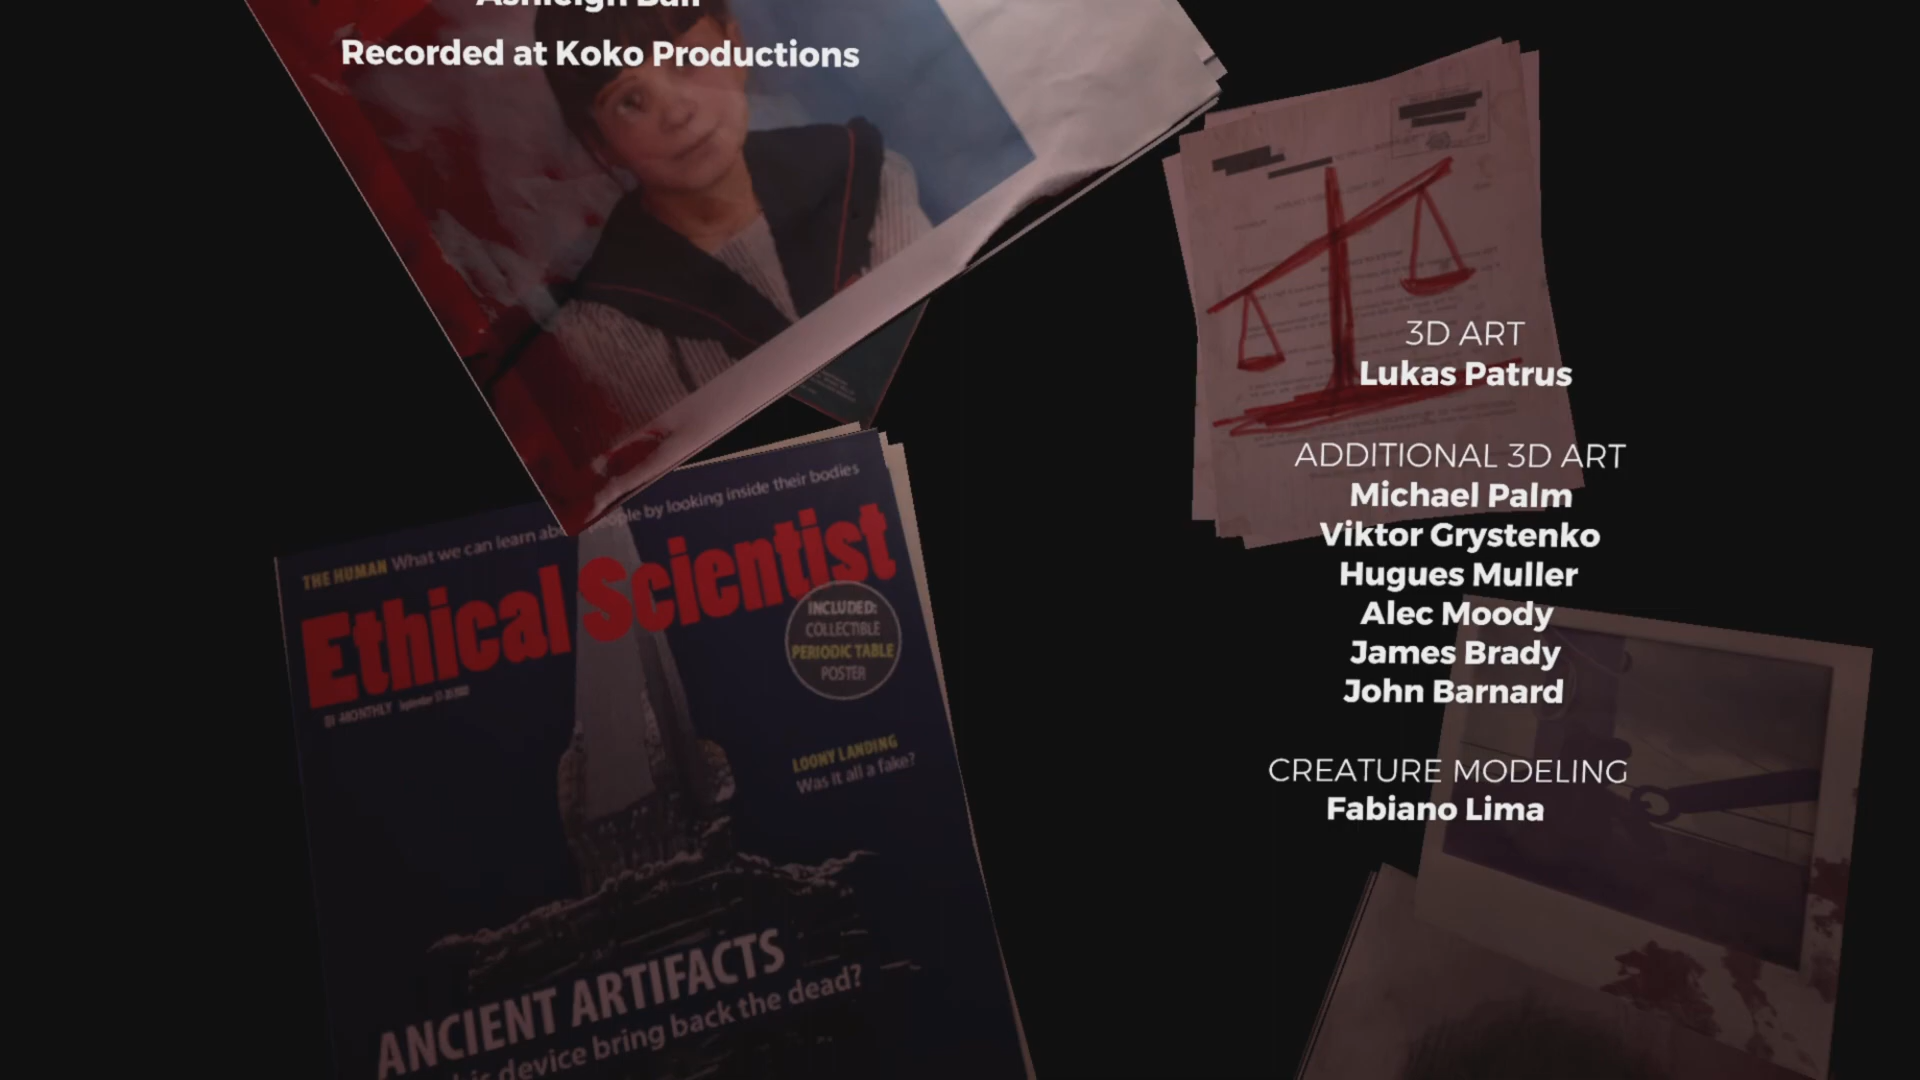 Ashleigh Ball
Recorded at Koko Productions
3D ART
Lukas Patrus
ADDITIONAL 3D ART
Michael Palm
Viktor Grystenko
Hugues Muller
Alec Moody
James Brady
John Barnard
CREATURE MODELING
Fabiano Lima
THE HUMAN What we can learn by looking inside their bodies
Ethical Scientist
BI-MONTHLY September
INCLUDED:
COLLECTIBLE
PERIODIC TABLE
POSTER
LOONY LANDING
Was it all a fake?
ANCIENT ARTIFACTS
device bring back the dead?